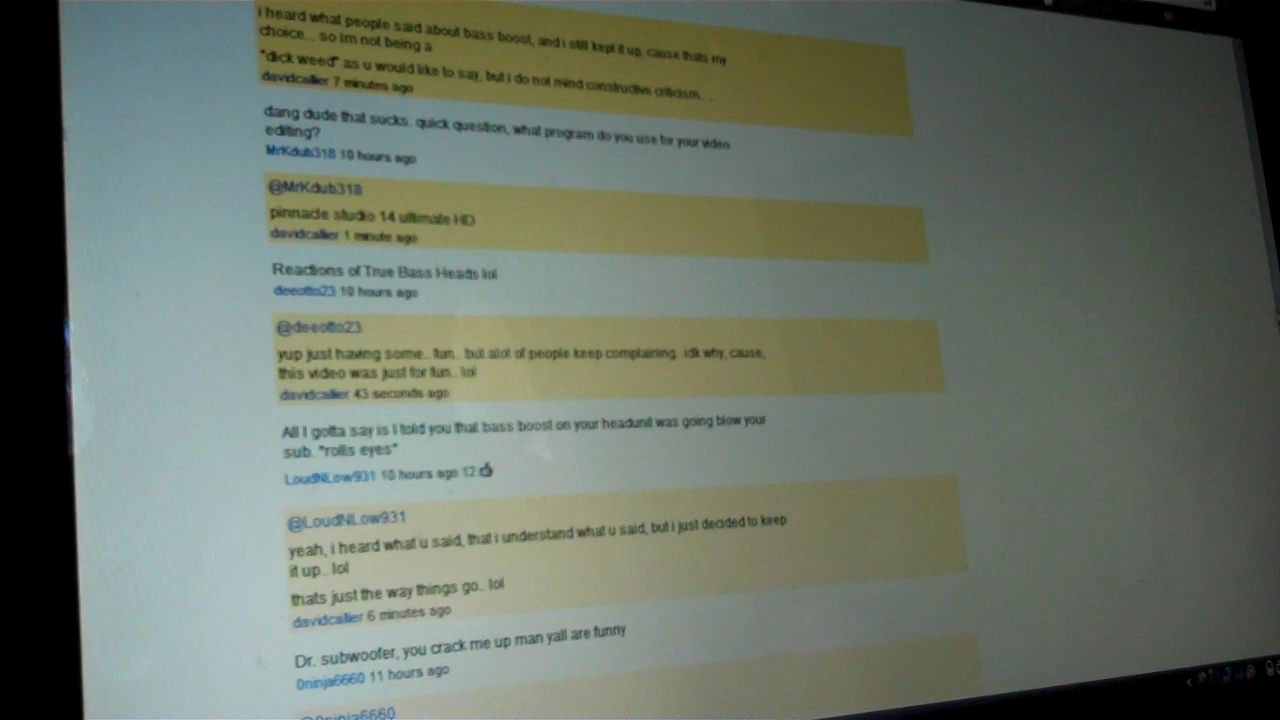 i heard what people said about bass boost, and i still kept it up, cause thats my
choice... so im not being a
"dick weed" as u would like to say, but i do not mind constructive criticism. ..
davidcallier 7 minutes ago
dang dude that sucks. quick question, what program do you use for your video
editing?
MrKdub318 10 hours ago
@MrKdub318
pinnacle studio 14 ultimate HD
davidcallier 1 minute ago
Reactions of True Bass Heads lol
deeotto23 10 hours ago
@deeotto23
yup just having some.. fun.. but alot of people keep complaining.. idk why, cause,
this video was just for fun.. lol
davidcallier 43 seconds ago
All I gotta say is I told you that bass boost on your headunit was going blow your
sub. *rolls eyes*
LoudNLow931 10 hours ago 12
@LoudNLow931
yeah, i heard what u said, that i understand what u said, but i just decided to keep
it up.. lol
thats just the way things go.. lol
davidcallier 6 minutes ago
Dr. subwoofer, you crack me up man yall are funny
0ninja6660 11 hours ago
@0ninja6660